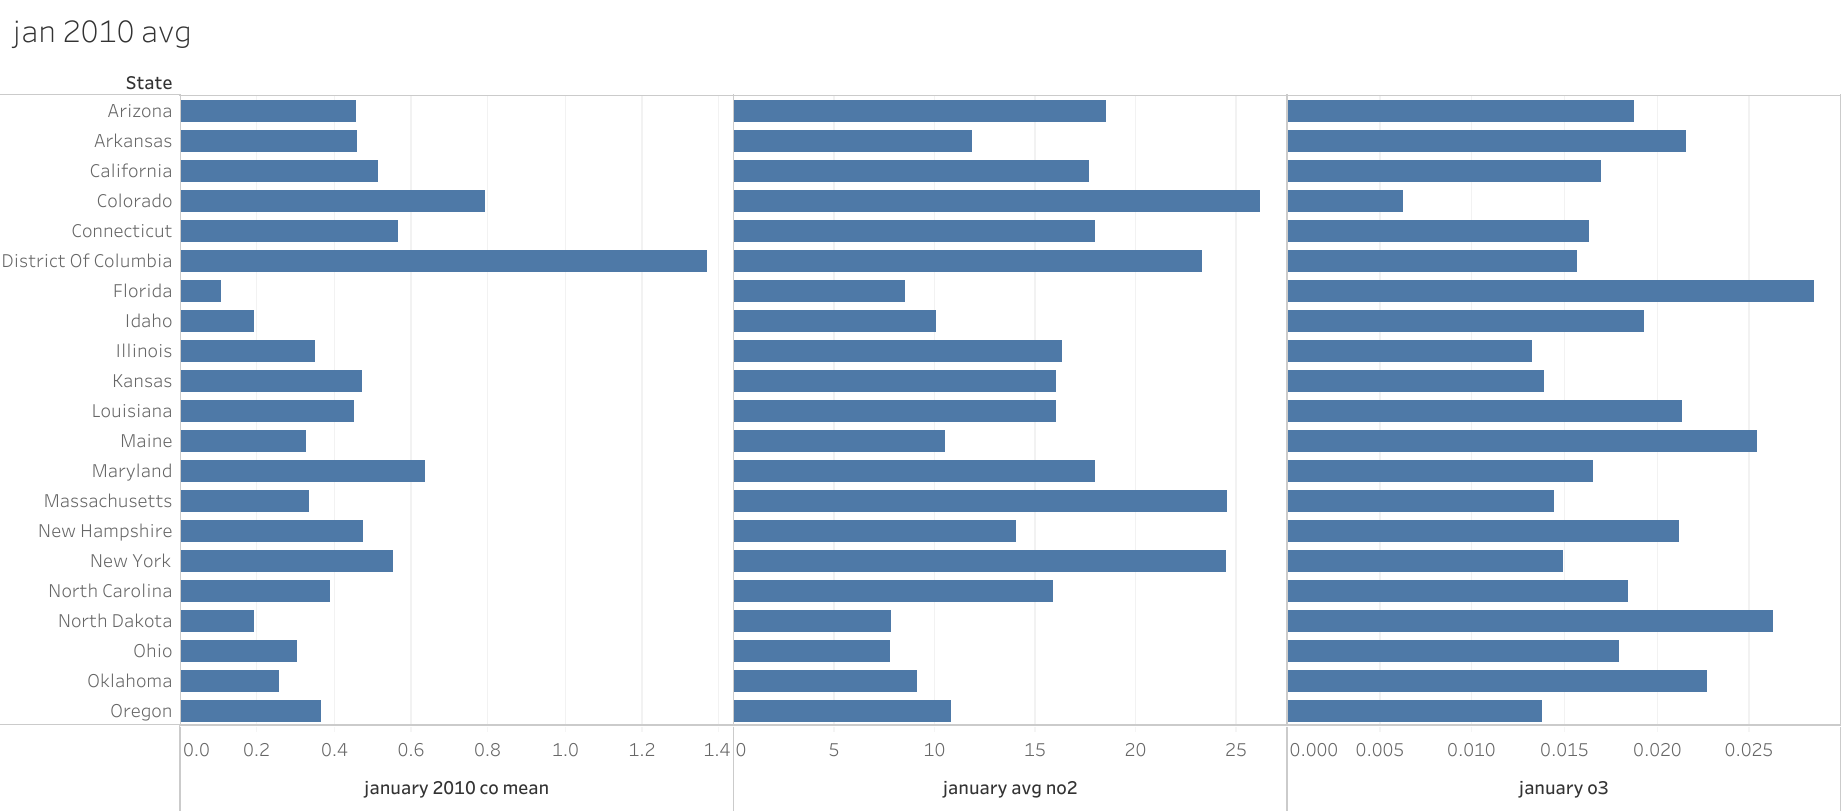 jan 2010 avg
State
Arizona
Arkansas
California
Colorado
Connecticut
District Of Columbia
Florida
Idaho
Illinois
Kansas
Louisiana
Maine
Maryland
Massachusetts
New Hampshire
New York
North Carolina
North Dakota
Ohio
Oklahoma
Oregon
0.0 0.2 0.4 0.6 0.8 1.0 1.2 1.4 0 5 10 15 20 25 0.000 0.005 0.010 0.015 0.020 0.025
january 2010 co mean january avg no2 january o3